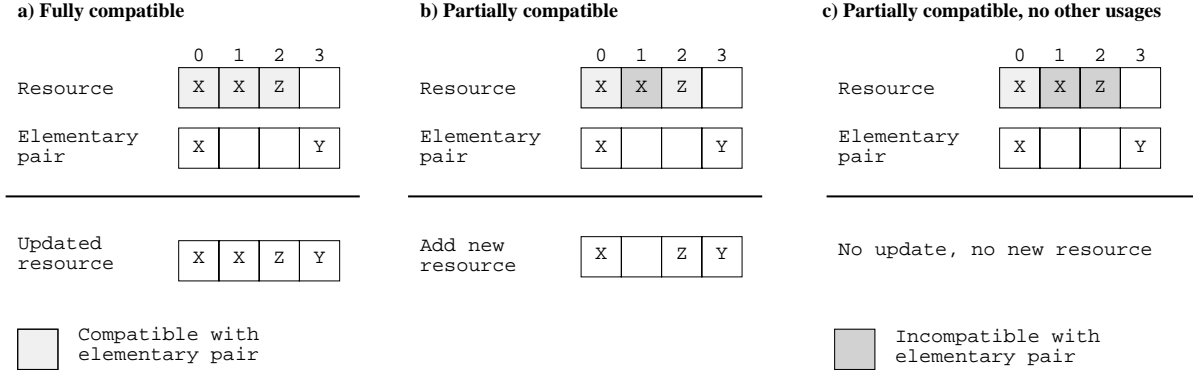 a) Fully compatible
0 1 2 3
Resource X X Z
Elementary
pair X Y
Updated
resource X X Z Y
Compatible with
elementary pair
b) Partially compatible
0 1 2 3
Resource X X Z
Elementary
pair X Y
Add new
resource X Z Y
c) Partially compatible, no other usages
0 1 2 3
Resource X X Z
Elementary
pair X Y
No update, no new resource
Incompatible with
elementary pair